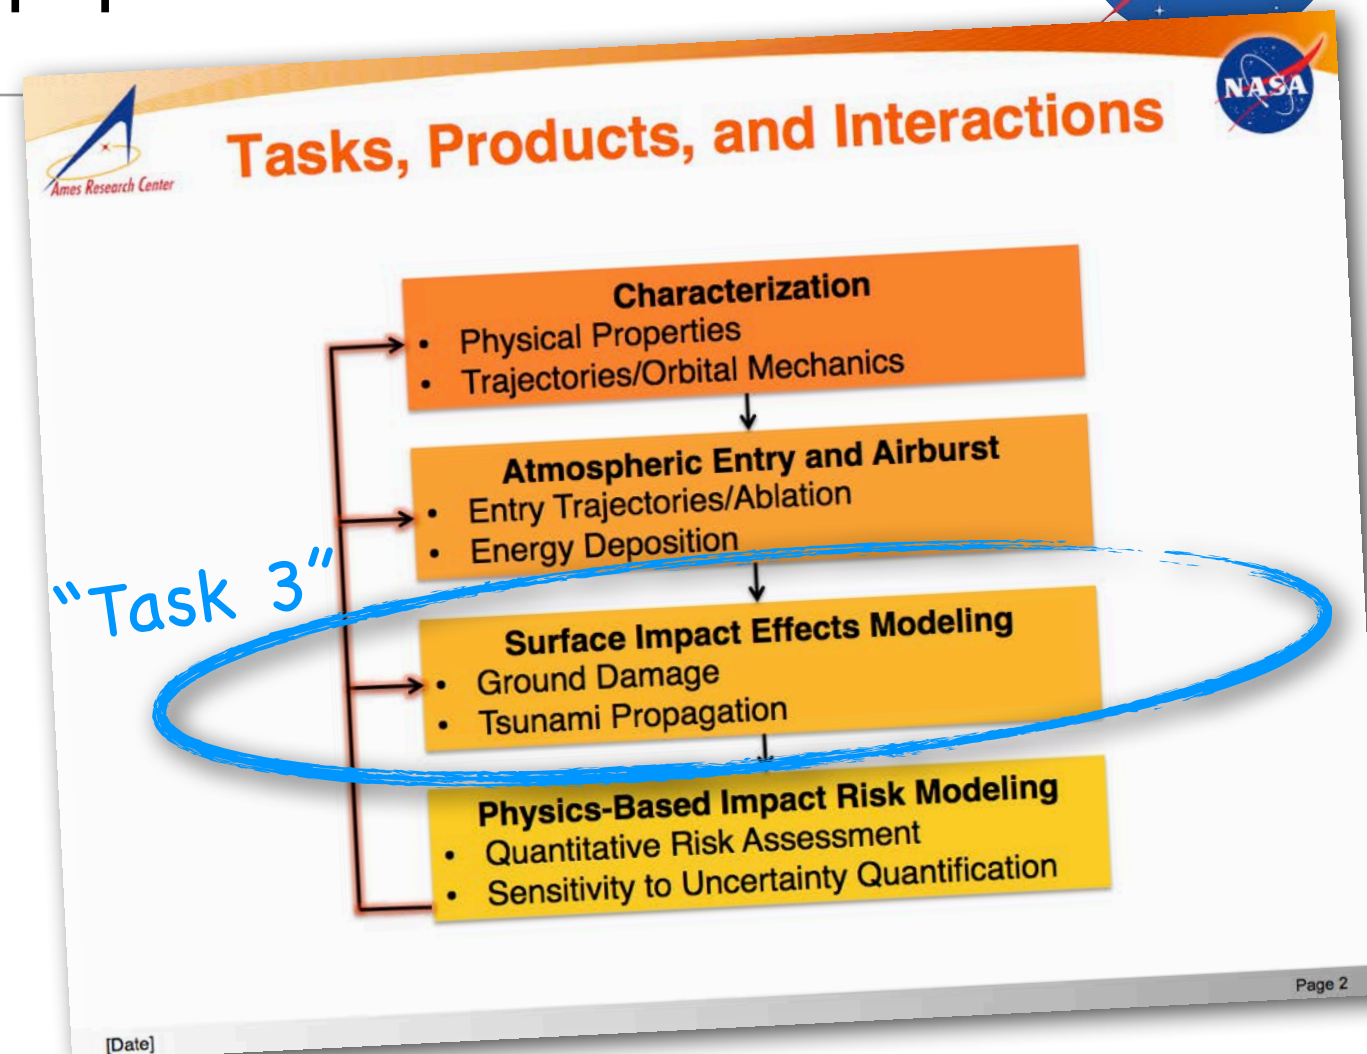 NASA
Ames Research Center
Tasks, Products, and Interactions
Characterization
• Physical Properties
• Trajectories/Orbital Mechanics
Atmospheric Entry and Airburst
• Entry Trajectories/Ablation
• Energy Deposition
"Task 3"
Surface Impact Effects Modeling
• Ground Damage
• Tsunami Propagation
Physics-Based Impact Risk Modeling
• Quantitative Risk Assessment
• Sensitivity to Uncertainty Quantification
Page 2
[Date]